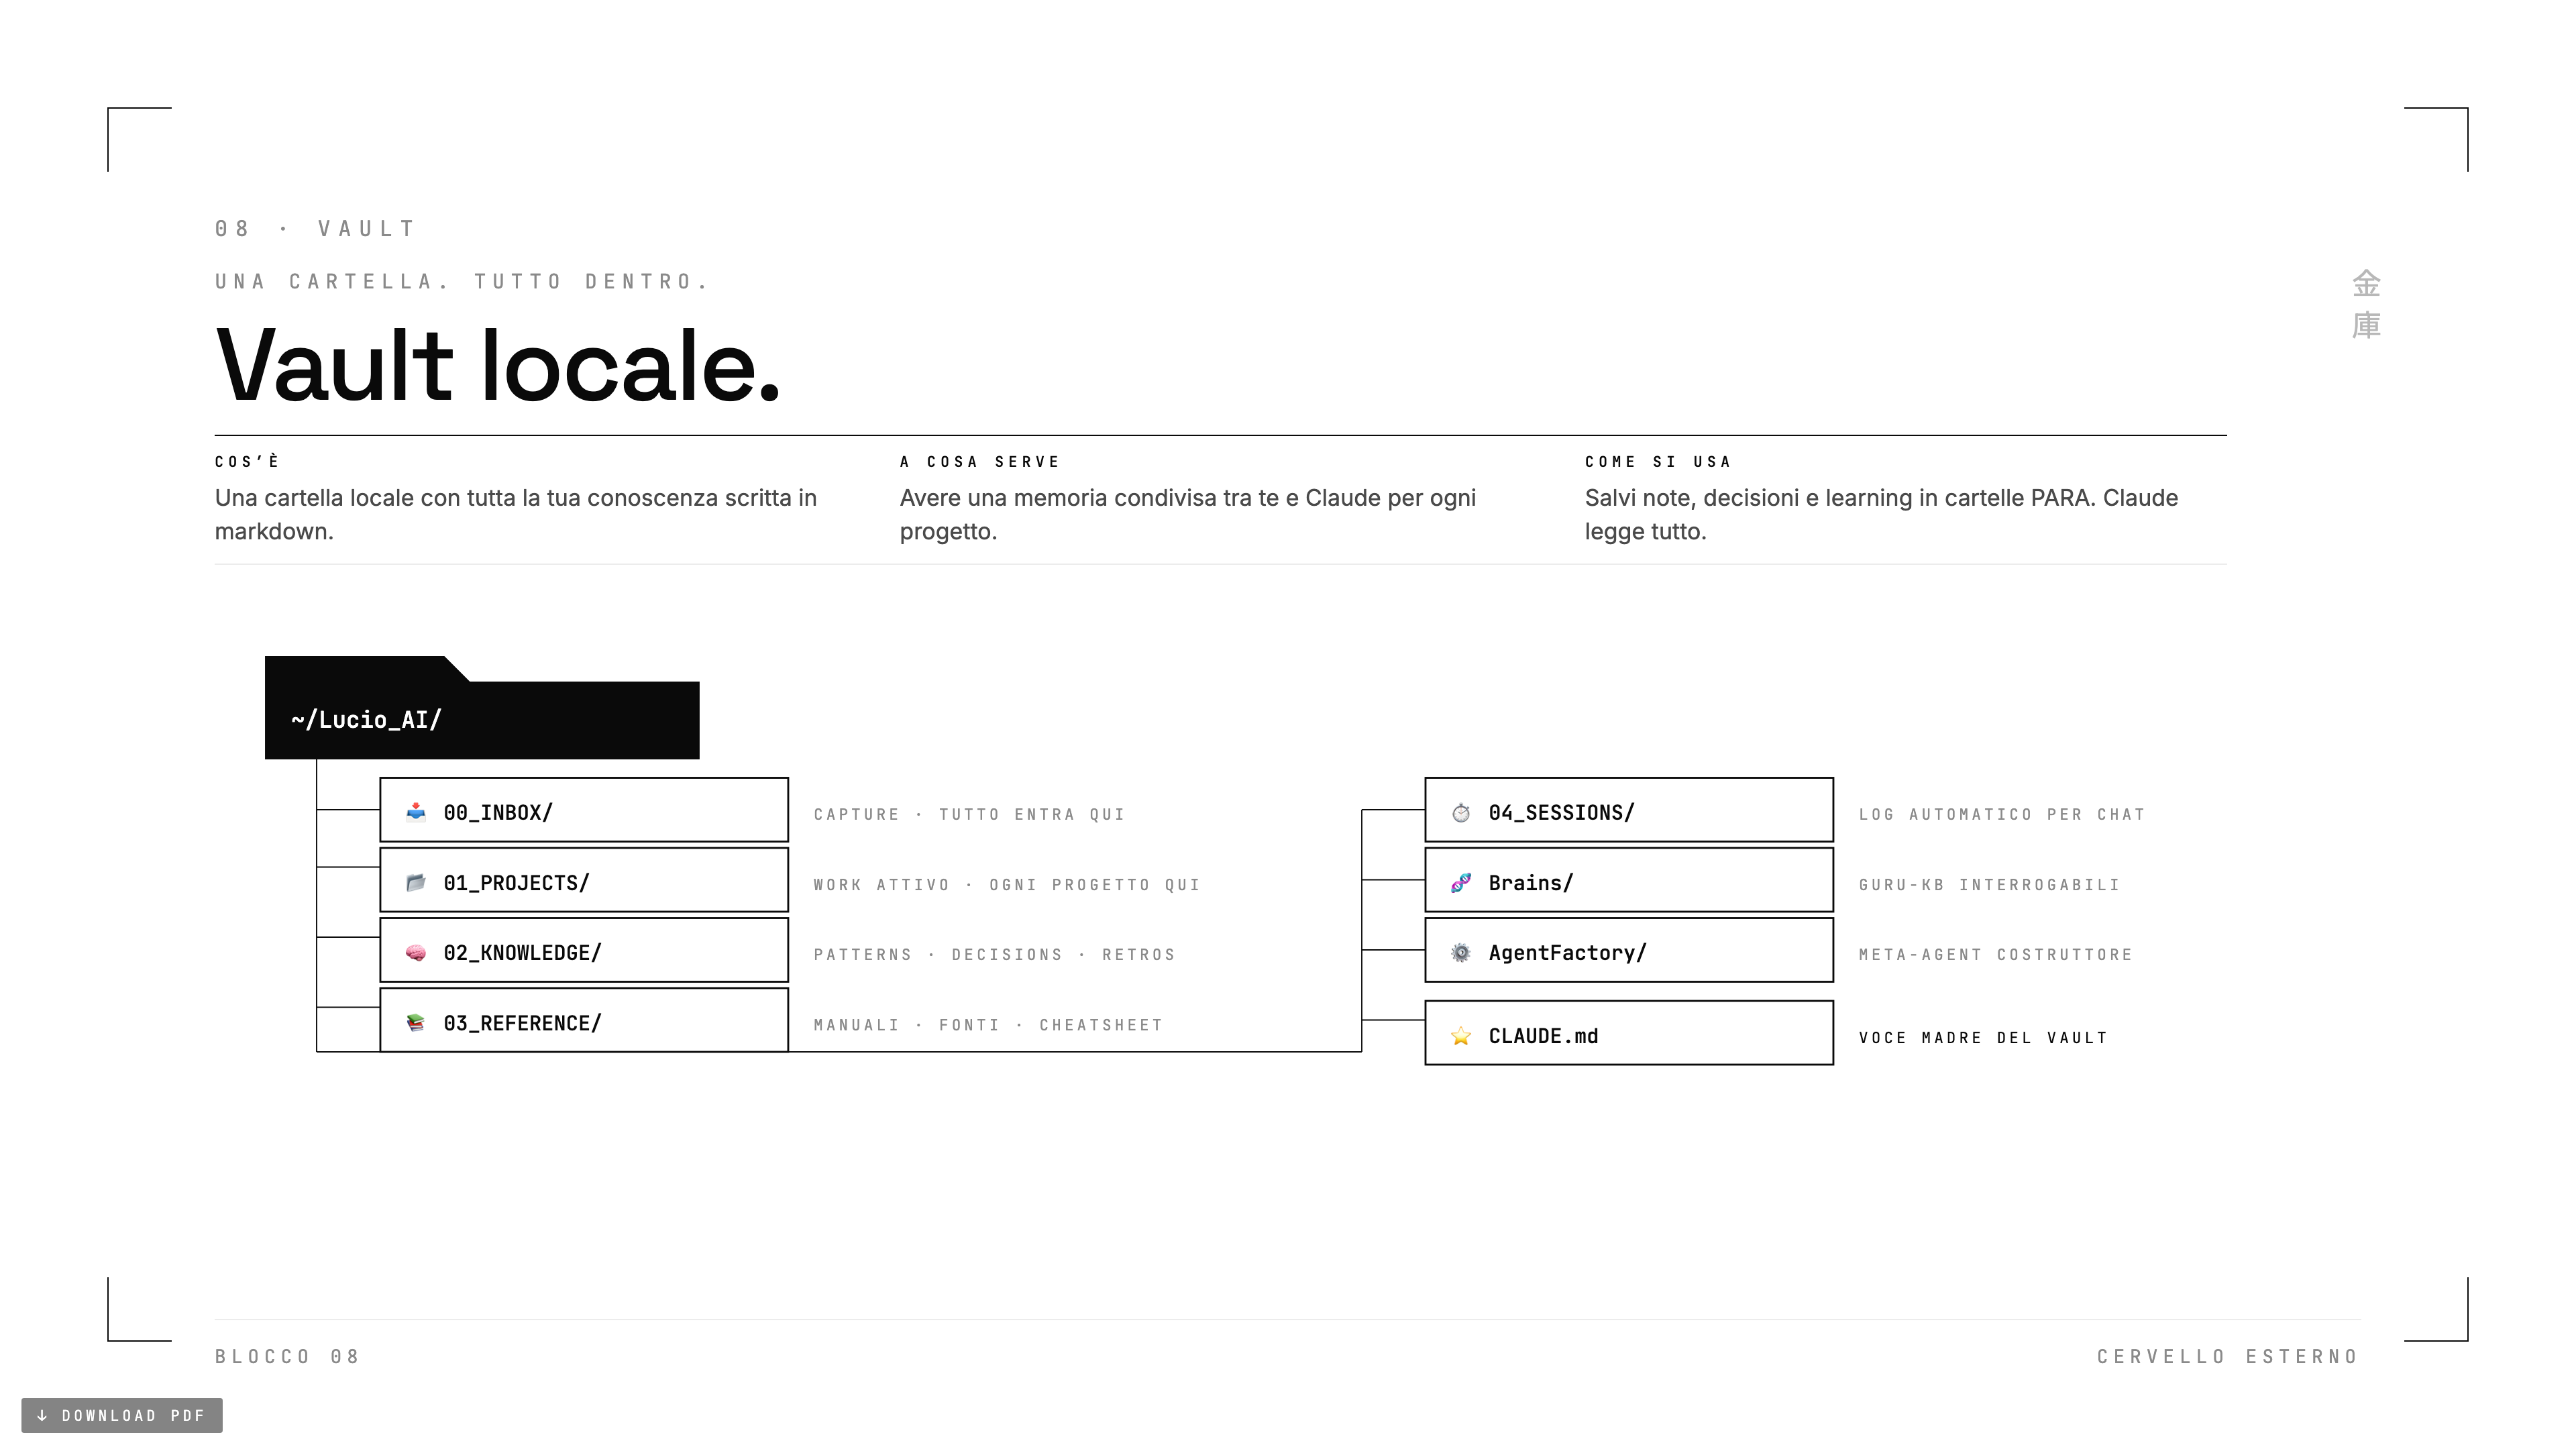 08 · VAULT
UNA CARTELLA. TUTTO DENTRO.
Vault locale.
金
庫
COS’È
Una cartella locale con tutta la tua conoscenza scritta in
markdown.
A COSA SERVE
Avere una memoria condivisa tra te e Claude per ogni
progetto.
COME SI USA
Salvi note, decisioni e learning in cartelle PARA. Claude
legge tutto.
~/Lucio_AI/
00_INBOX/ CAPTURE · TUTTO ENTRA QUI
01_PROJECTS/ WORK ATTIVO · OGNI PROGETTO QUI
02_KNOWLEDGE/ PATTERNS · DECISIONS · RETROS
03_REFERENCE/ MANUALI · FONTI · CHEATSHEET
04_SESSIONS/ LOG AUTOMATICO PER CHAT
Brains/ GURU-KB INTERROGABILI
AgentFactory/ META-AGENT COSTRUTTORE
CLAUDE.md VOCE MADRE DEL VAULT
BLOCCO 08
CERVELLO ESTERNO
↓ DOWNLOAD PDF